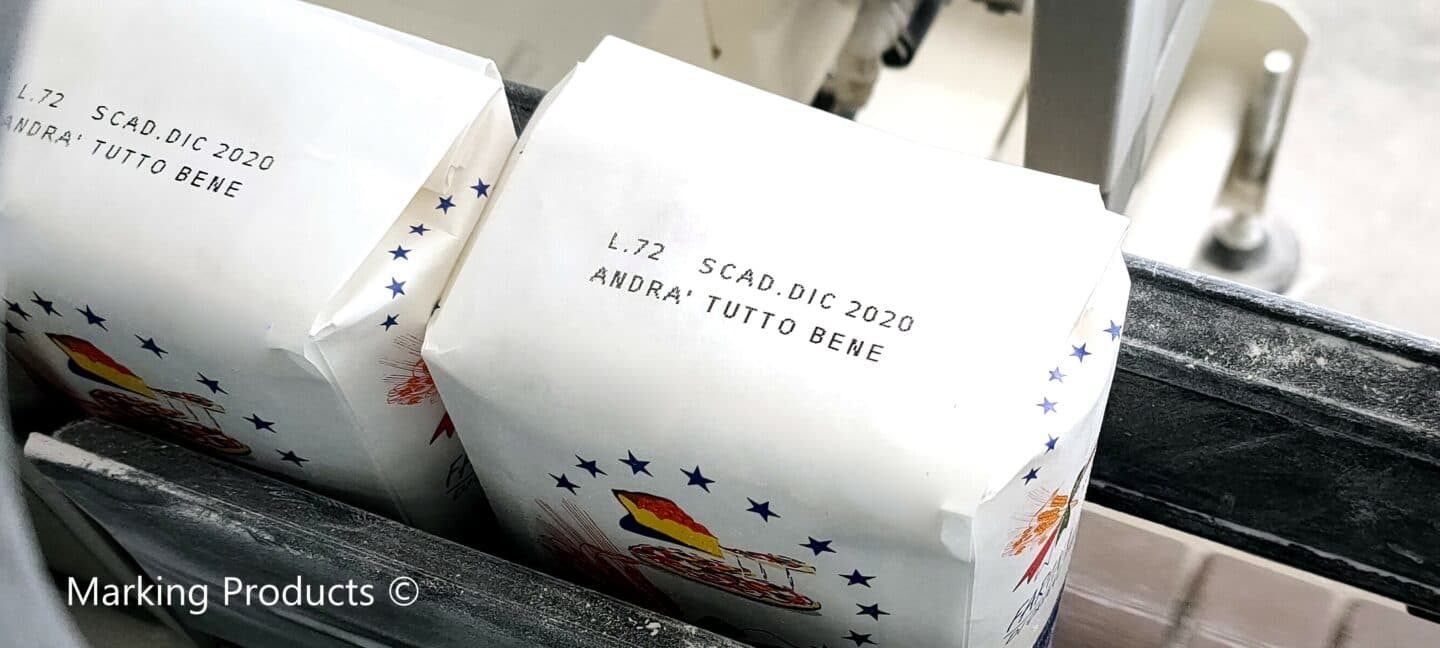 L.72 SCAD.DIC 2020
ANDRA' TUTTO BENE
L.72 SCAD.DIC 2020
ANDRA' TUTTO BENE
Marking Products ©